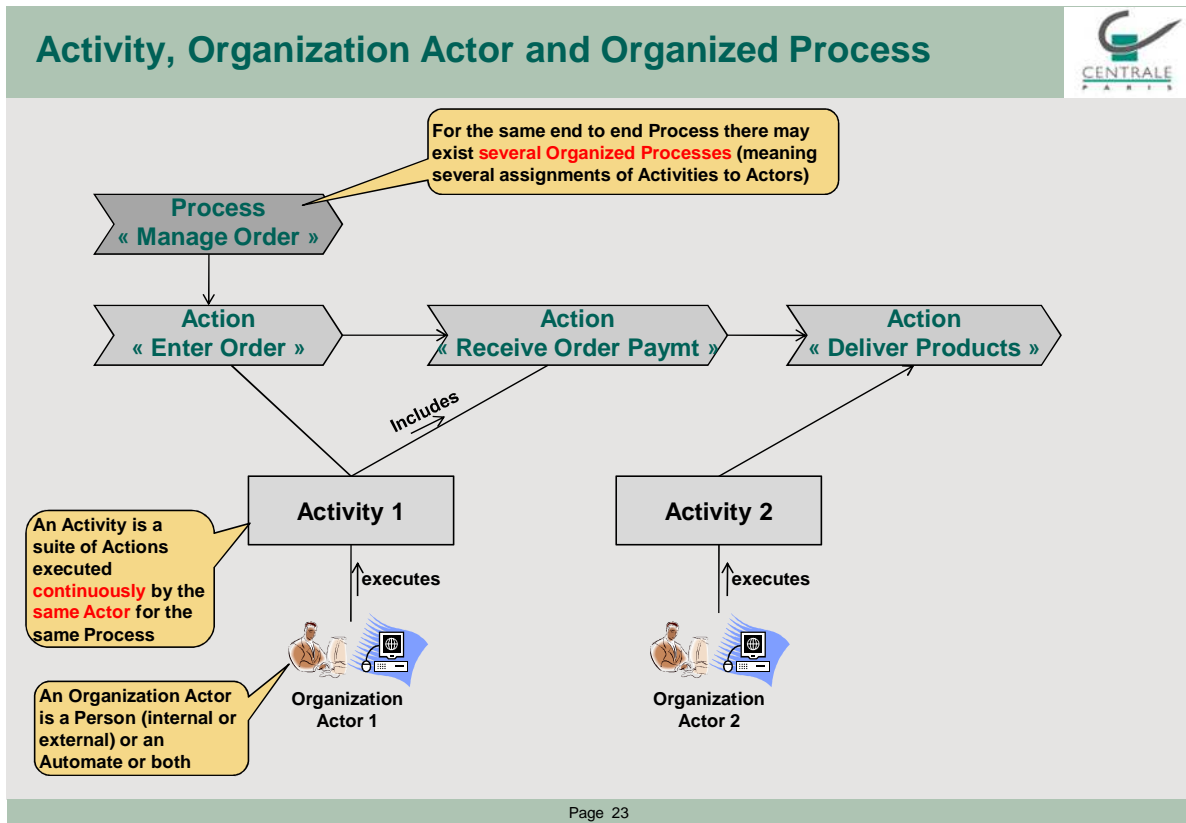 Activity, Organization Actor and Organized Process
CENTRALE
PARIS
For the same end to end Process there may
exist several Organized Processes (meaning
several assignments of Activities to Actors)
Process
« Manage Order »
Action
« Enter Order »
Action
« Receive Order Paymt »
Action
« Deliver Products »
Includes
Activity 1
Activity 2
An Activity is a
suite of Actions
executed
continuously by the
same Actor for the
same Process
executes
executes
An Organization Actor
is a Person (internal or
external) or an
Automate or both
Organization
Actor 1
Organization
Actor 2
Page 23